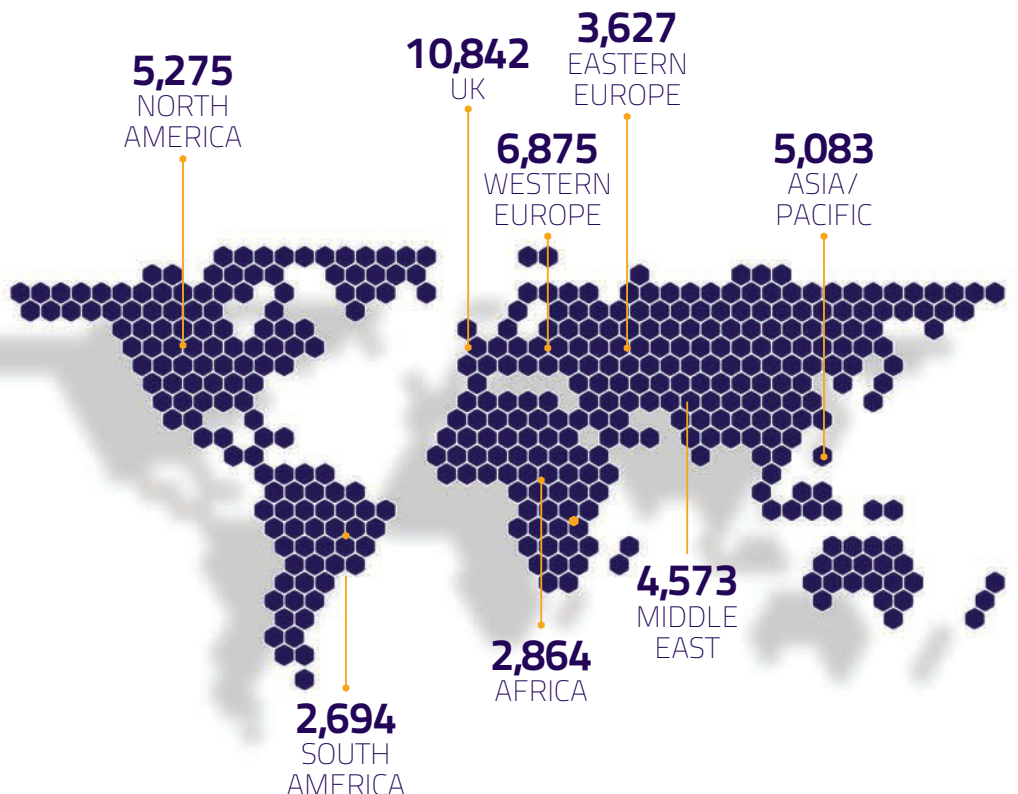 5,275
NORTH
AMERICA
10,842
UK
3,627
EASTERN
EUROPE
6,875
WESTERN
EUROPE
5,083
ASIA/
PACIFIC
4,573
MIDDLE
EAST
2,864
AFRICA
2,694
SOUTH
AMERICA